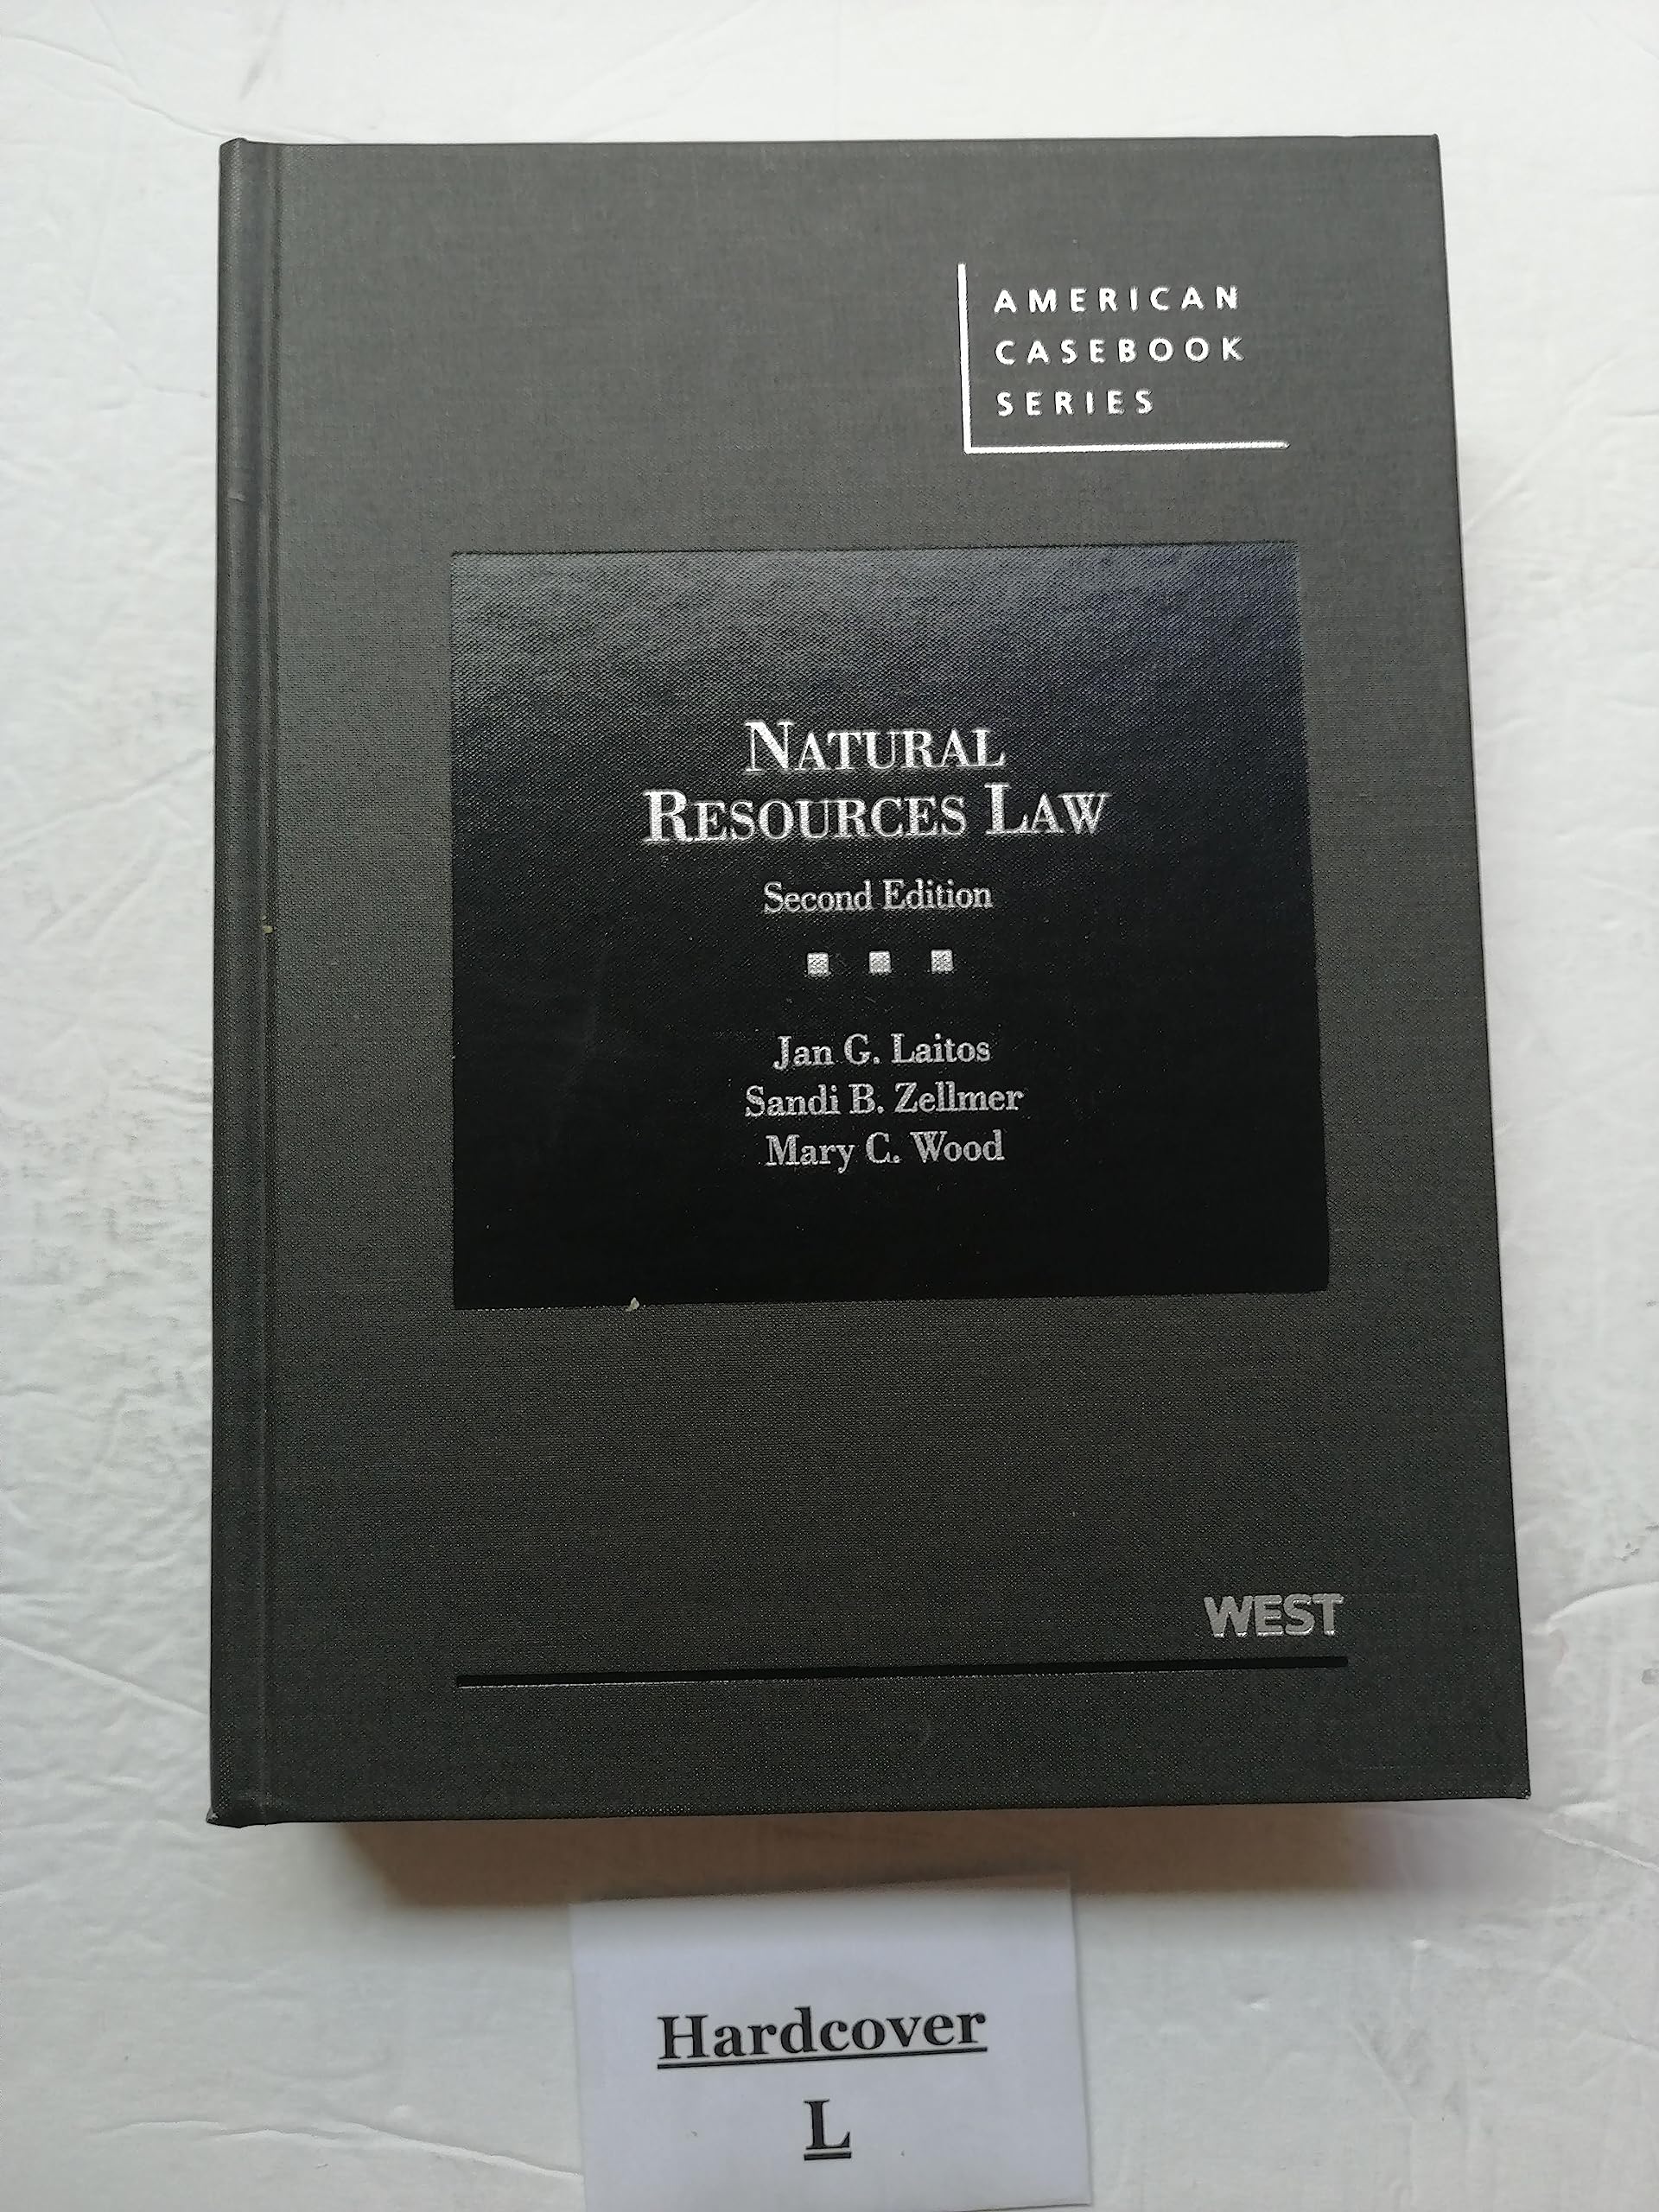 AMERICAN
CASEBOOK
SERIES
NATURAL
RESOURCES LAW
Second Edition
Jan G. Laitos
Sandi B. Zellmer
Mary C. Wood
WEST
Hardcover
L